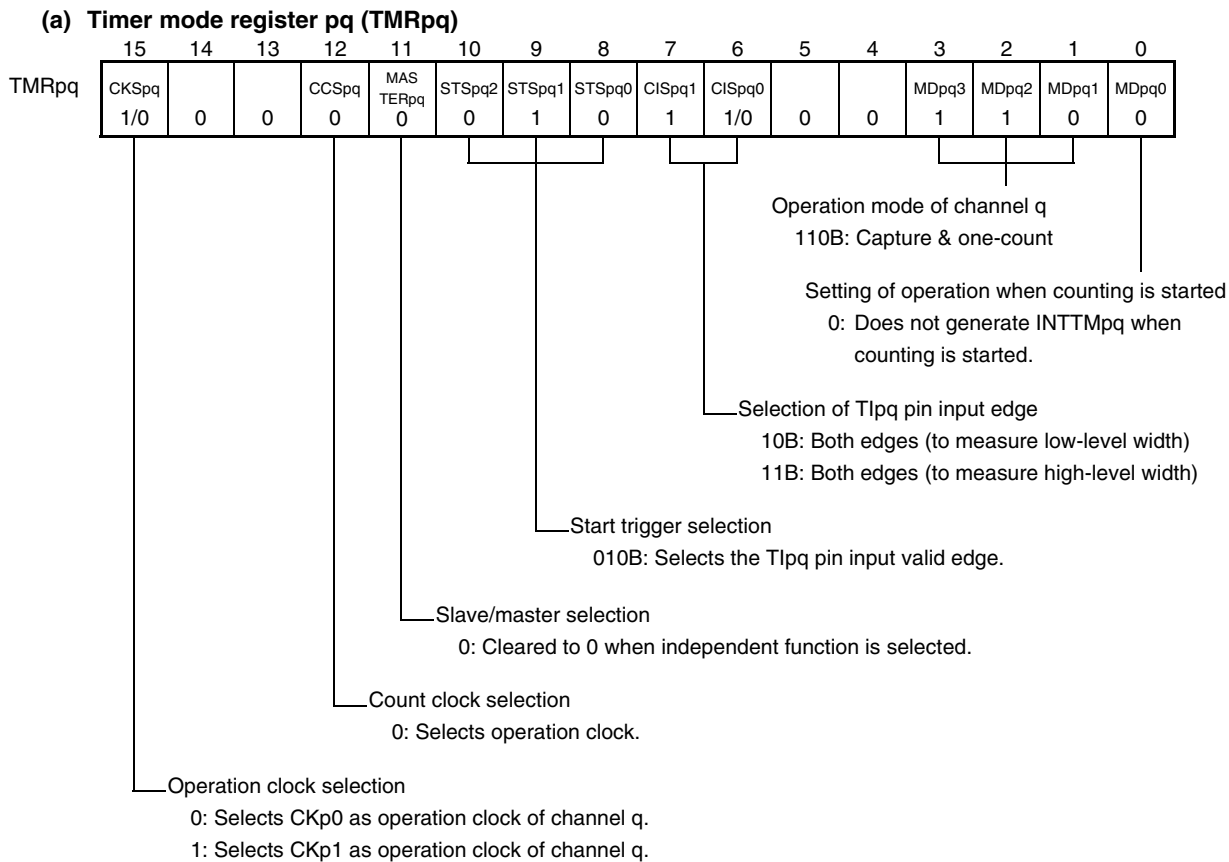 (a) Timer mode register pq (TMRpq)
15 14 13 12 11 10 9 8 7 6 5 4 3 2 1 0
TMRpq CKSpq CCSpq MAS TERpq STSpq2 STSpq1 STSpq0 CISpq1 CISpq0 MDpq3 MDpq2 MDpq1 MDpq0
1/0 0 0 0 0 0 1 0 1 1/0 0 0 1 1 0 0
Operation mode of channel q
110B: Capture & one-count
Setting of operation when counting is started
0: Does not generate INTTMpq when
counting is started.
Selection of TIpq pin input edge
10B: Both edges (to measure low-level width)
11B: Both edges (to measure high-level width)
Start trigger selection
010B: Selects the TIpq pin input valid edge.
Slave/master selection
0: Cleared to 0 when independent function is selected.
Count clock selection
0: Selects operation clock.
Operation clock selection
0: Selects CKp0 as operation clock of channel q.
1: Selects CKp1 as operation clock of channel q.